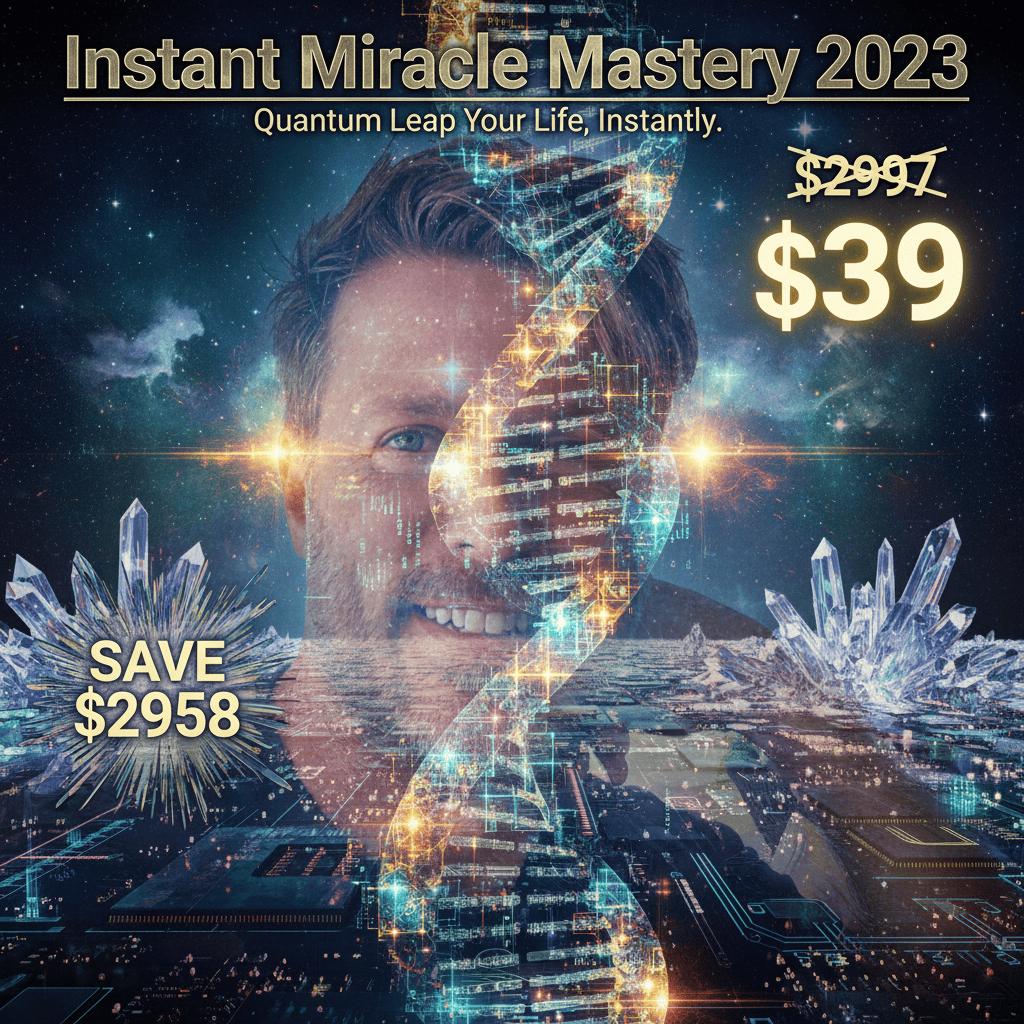 Instant Miracle Mastery 2023
Quantum Leap Your Life, Instantly.
$2997
$39
SAVE
$2958